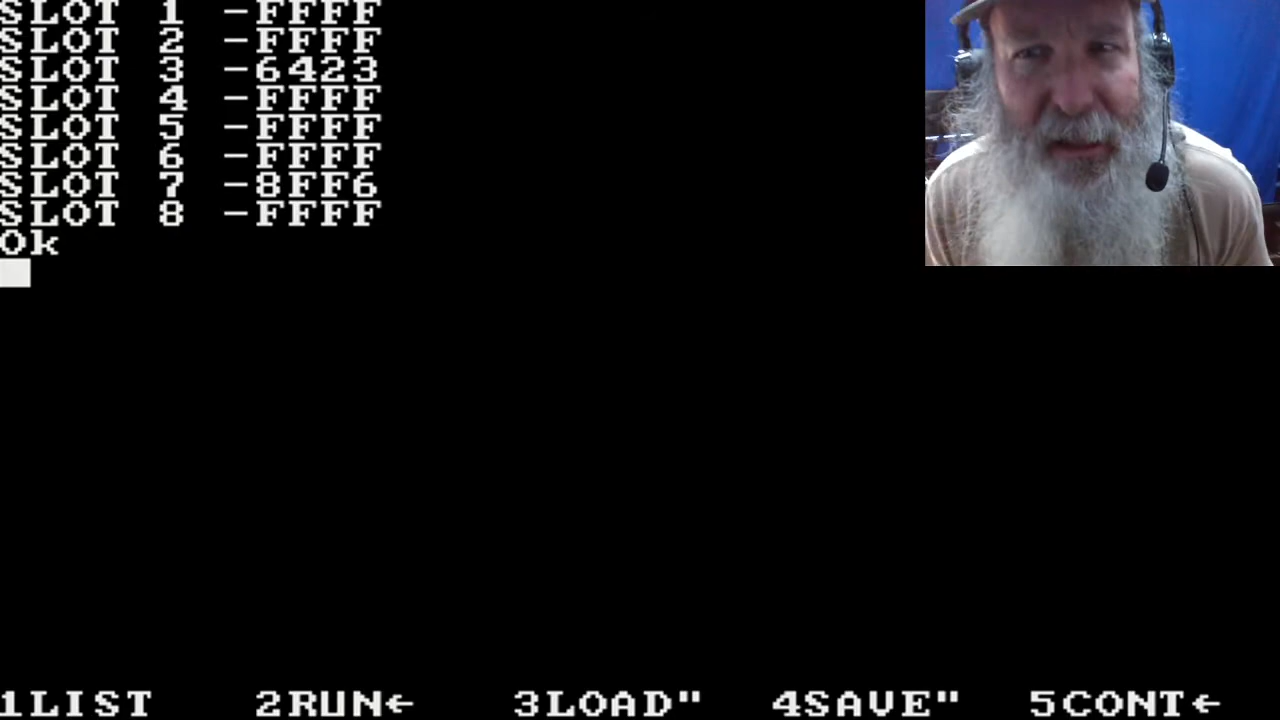 SLOT 1 -FFFF
SLOT 2 -FFFF
SLOT 3 -6423
SLOT 4 -FFFF
SLOT 5 -FFFF
SLOT 6 -FFFF
SLOT 7 -8FF6
SLOT 8 -FFFF
Ok
1LIST 2RUN← 3LOAD" 4SAVE" 5CONT←